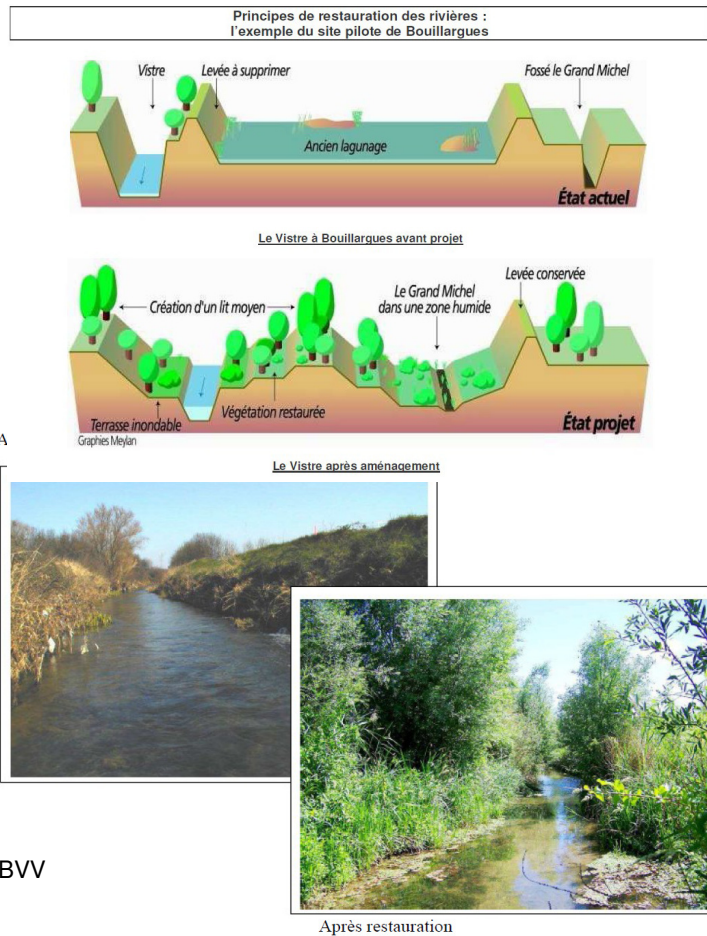 Principes de restauration des rivières :
l'exemple du site pilote de Bouillargues
Vistre
Levée à supprimer
Fossé le Grand Michel
Ancien lagunage
État actuel
Le Vistre à Bouillargues avant projet
Levée conservée
Création d'un lit moyen
Le Grand Michel
dans une zone humide
Végétation restaurée
Terrasse inondable
État projet
Graphies Meylan
A
Le Vistre après aménagement
BVV
Après restauration